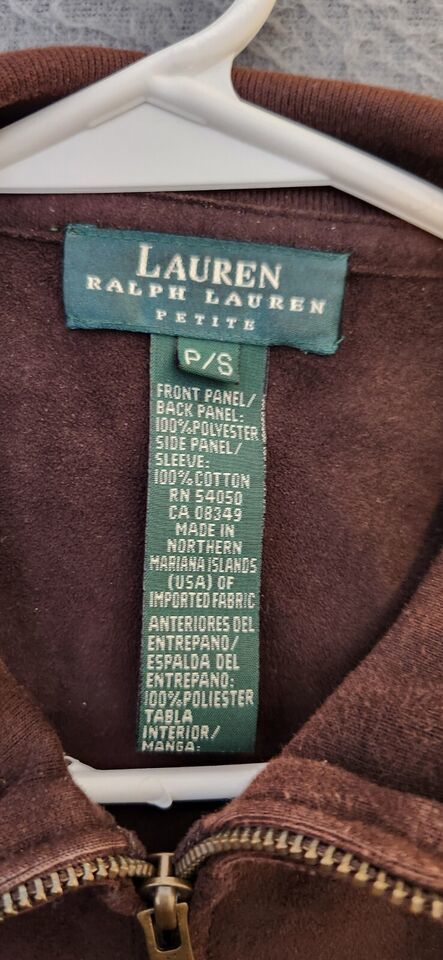 LAUREN
RALPH LAUREN
PETITE
P/S
FRONT PANEL/
BACK PANEL:
100%POLYESTER
SIDE PANEL/
SLEEVE:
100%COTTON
RN 54050
CA 08349
MADE IN
NORTHERN
MARIANA ISLANDS
(USA) OF
IMPORTED FABRIC
ANTERIORES DEL
ENTREPANO/
ESPALDA DEL
ENTREPANO:
100%POLIESTER
TABLA
INTERIOR/
MANGA: